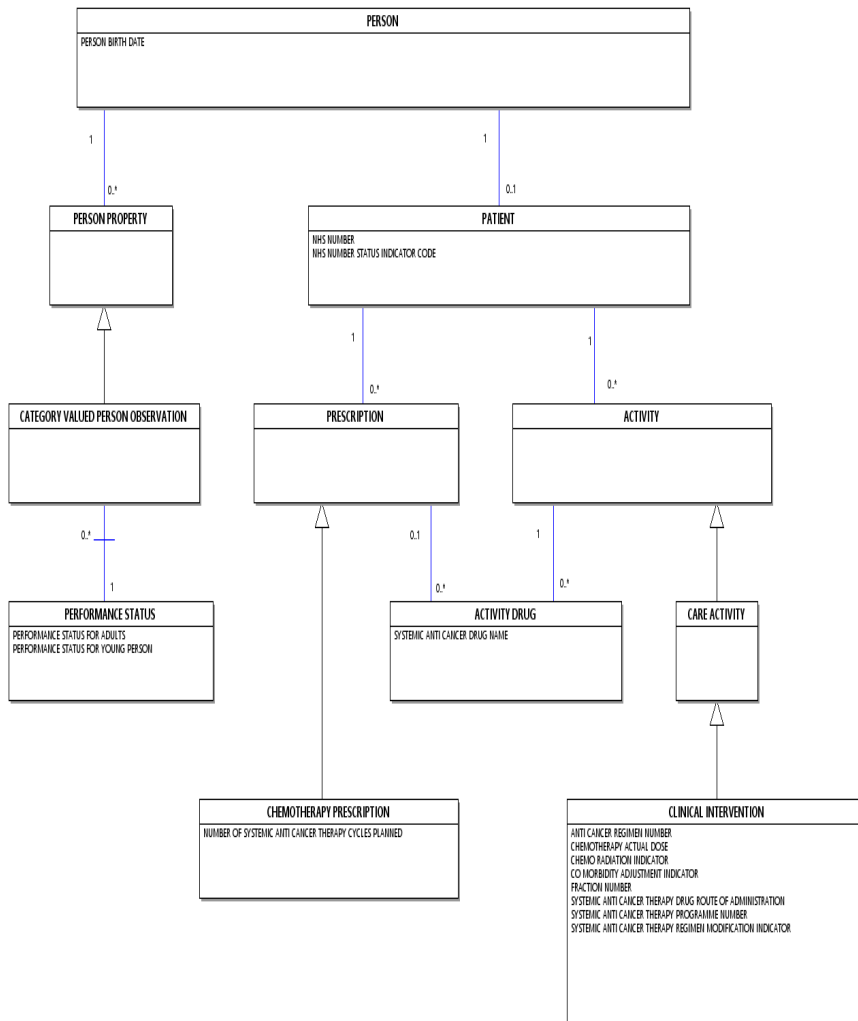 PERSON
PERSON BIRTH DATE
1
1
0..*
0..1
PERSON PROPERTY
PATIENT
NHS NUMBER
NHS NUMBER STATUS INDICATOR CODE
1
1
0..*
0..*
CATEGORY VALUED PERSON OBSERVATION
PRESCRIPTION
ACTIVITY
0..*
0..1
1
1
0..*
0..*
PERFORMANCE STATUS
PERFORMANCE STATUS FOR ADULTS
PERFORMANCE STATUS FOR YOUNG PERSON
ACTIVITY DRUG
SYSTEMIC ANTI CANCER DRUG NAME
CARE ACTIVITY
CHEMOTHERAPY PRESCRIPTION
NUMBER OF SYSTEMIC ANTI CANCER THERAPY CYCLES PLANNED
CLINICAL INTERVENTION
ANTI CANCER REGIMEN NUMBER
CHEMOTHERAPY ACTUAL DOSE
CHEMO RADIATION INDICATOR
CO MORBIDITY ADJUSTMENT INDICATOR
FRACTION NUMBER
SYSTEMIC ANTI CANCER THERAPY DRUG ROUTE OF ADMINISTRATION
SYSTEMIC ANTI CANCER THERAPY PROGRAMME NUMBER
SYSTEMIC ANTI CANCER THERAPY REGIMEN MODIFICATION INDICATOR